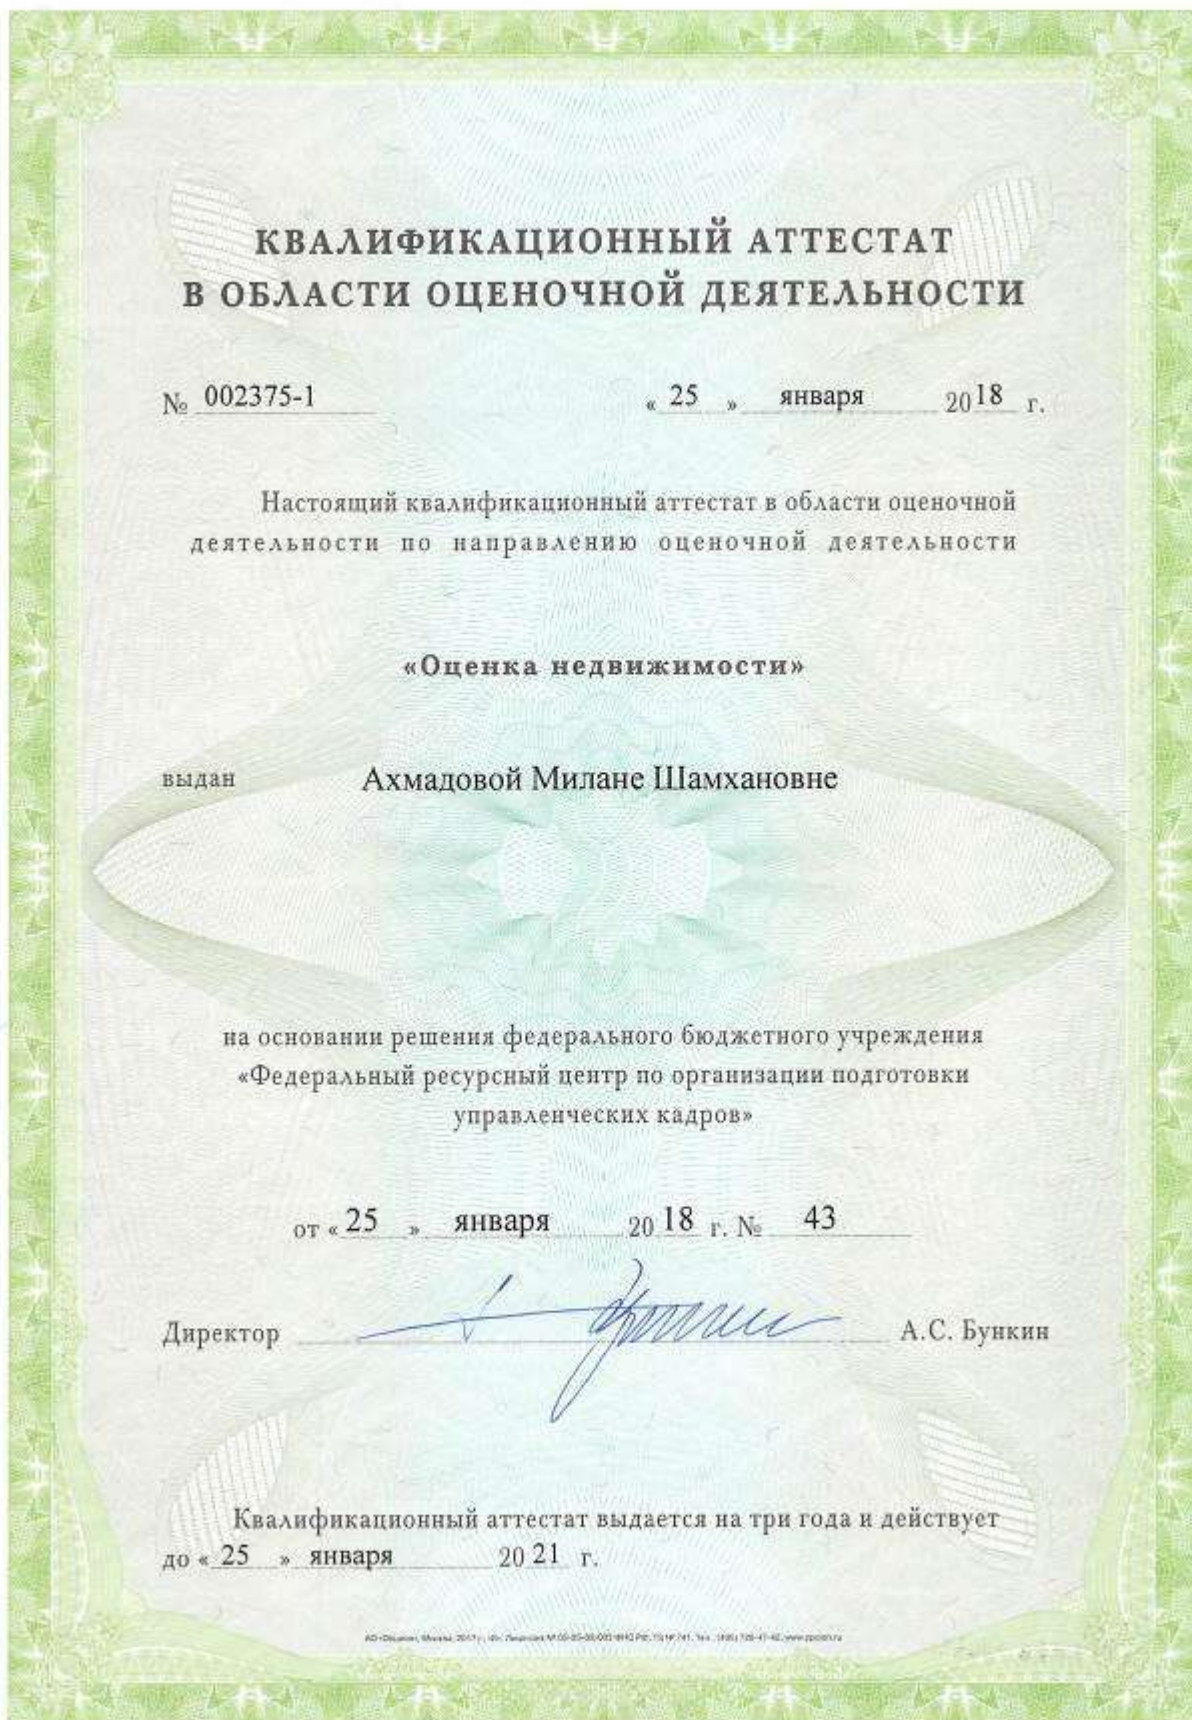 КВАЛИФИКАЦИОННЫЙ АТТЕСТАТ
В ОБЛАСТИ ОЦЕНОЧНОЙ ДЕЯТЕЛЬНОСТИ
№ 002375-1 « 25 » января 2018 г.
Настоящий квалификационный аттестат в области оценочной
деятельности по направлению оценочной деятельности
«Оценка недвижимости»
выдан Ахмадовой Милане Шамхановне
на основании решения федерального бюджетного учреждения
«Федеральный ресурсный центр по организации подготовки
управленческих кадров»
от « 25 » января 2018 г. № 43
Директор А.С. Бункин
Квалификационный аттестат выдается на три года и действует
до « 25 » января 2021 г.
Москва, 2017 г.